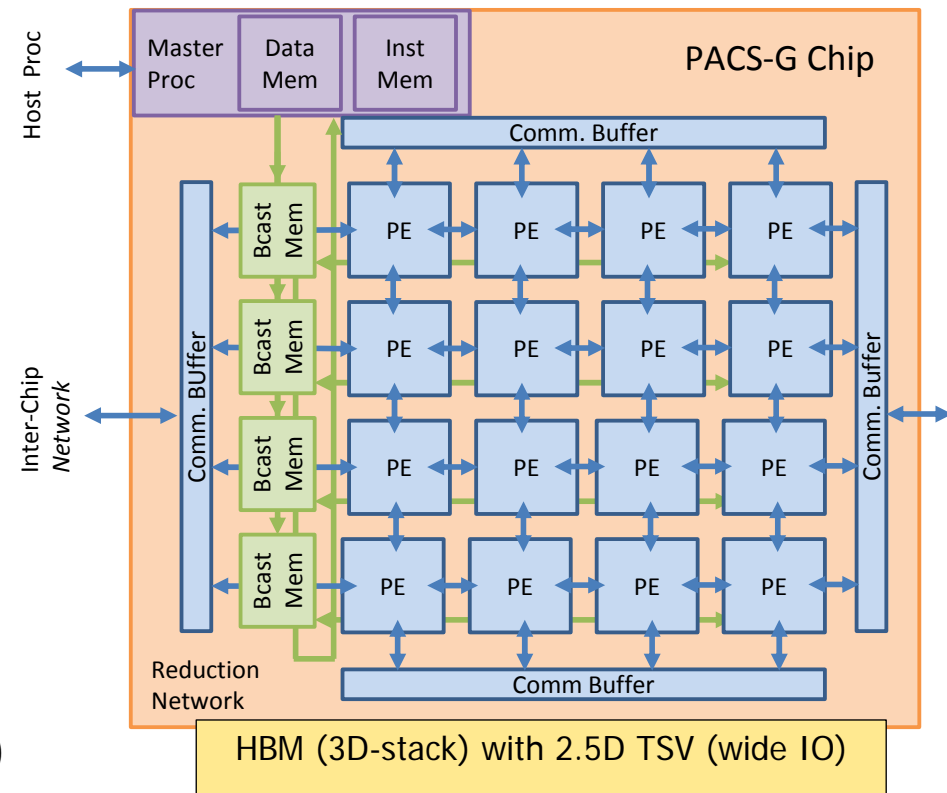 Host Proc
Master
Proc
Data
Mem
Inst
Mem
PACS-G Chip
Comm. Buffer
Bcast
Mem
PE
PE
PE
PE
Bcast
Mem
PE
PE
PE
PE
Inter-Chip
Network
Comm. BUffer
Comm. Buffer
Bcast
Mem
PE
PE
PE
PE
Bcast
Mem
PE
PE
PE
PE
Reduction
Network
Comm Buffer
)
HBM (3D-stack) with 2.5D TSV (wide IO)